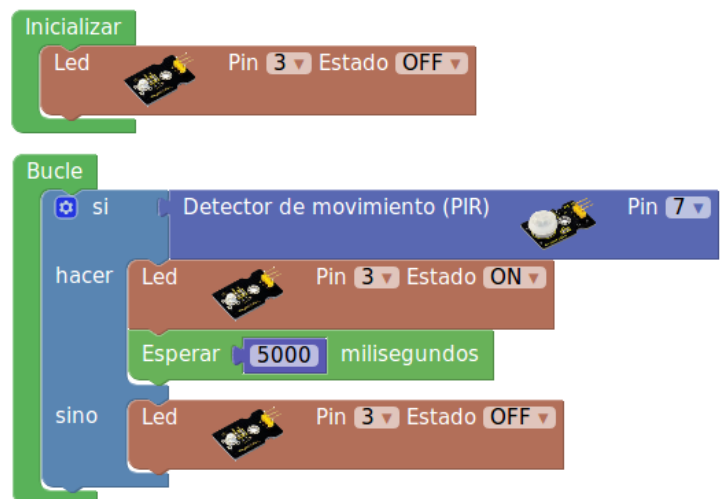 Inicializar
Led Pin 3 Estado OFF
Bucle
si Detector de movimiento (PIR) Pin 7
hacer Led Pin 3 Estado ON
Esperar 5000 milisegundos
sino Led Pin 3 Estado OFF